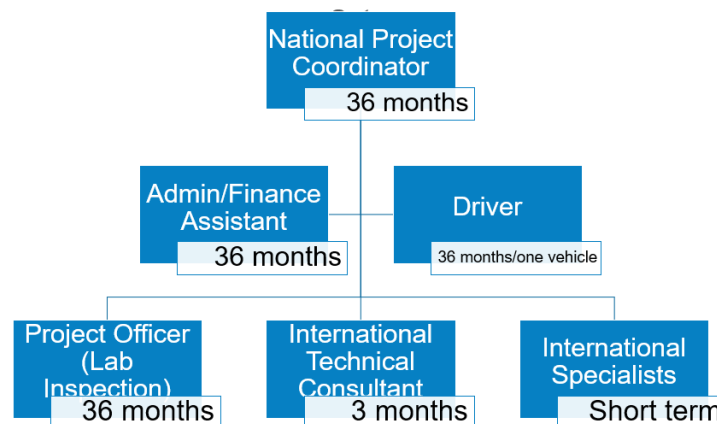 National Project
Coordinator
36 months
Admin/Finance
Assistant
36 months
Driver
36 months/one vehicle
Project Officer
(Lab
Inspection)
36 months
International
Technical
Consultant
3 months
International
Specialists
Short term